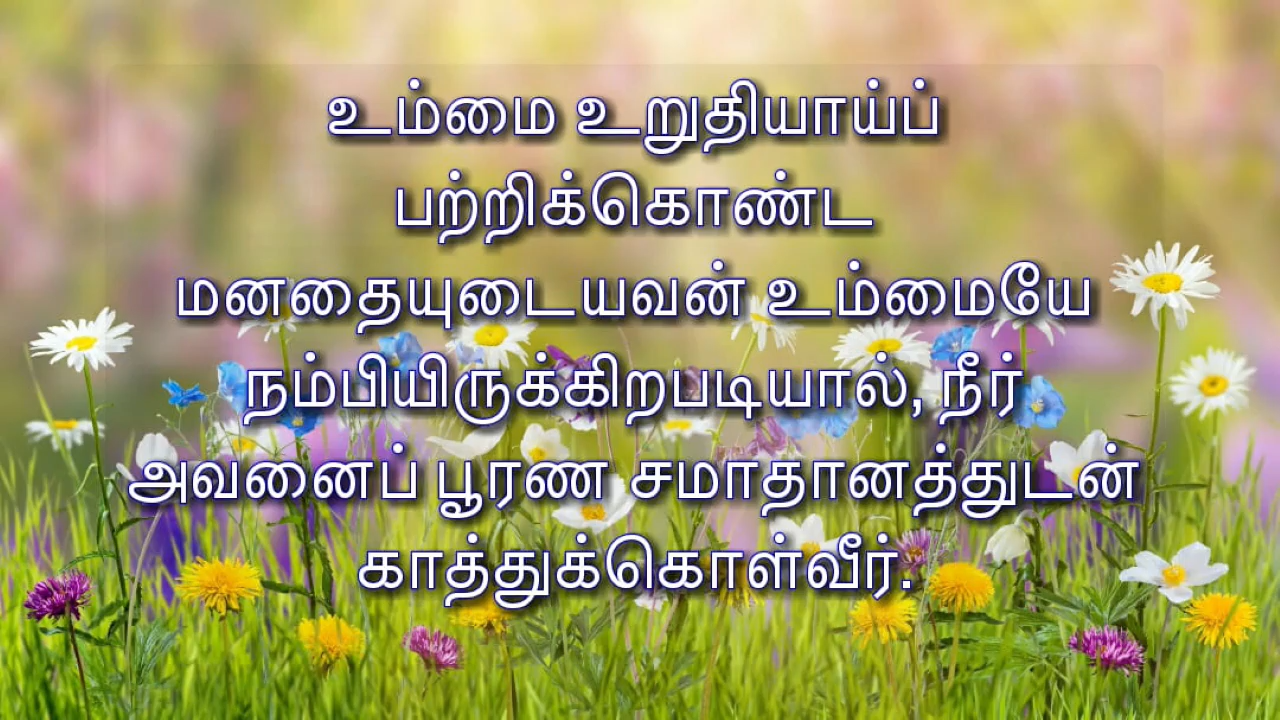 உம்மை உறுதியாய்ப்
பற்றிக்கொண்ட
மனதையுடையவன் உம்மையே
நம்பியிருக்கிறபடியால், நீர்
அவனைப் பூரண சமாதானத்துடன்
காத்துக்கொள்வீர்.